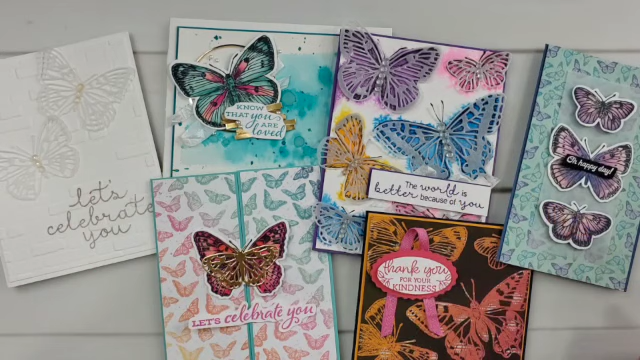 let's
celebrate
you
KNOW
THAT you
ARE
loved
The world is
better because of you
Oh happy day!
LET'S celebrate you
thank you
FOR YOUR
KINDNESS